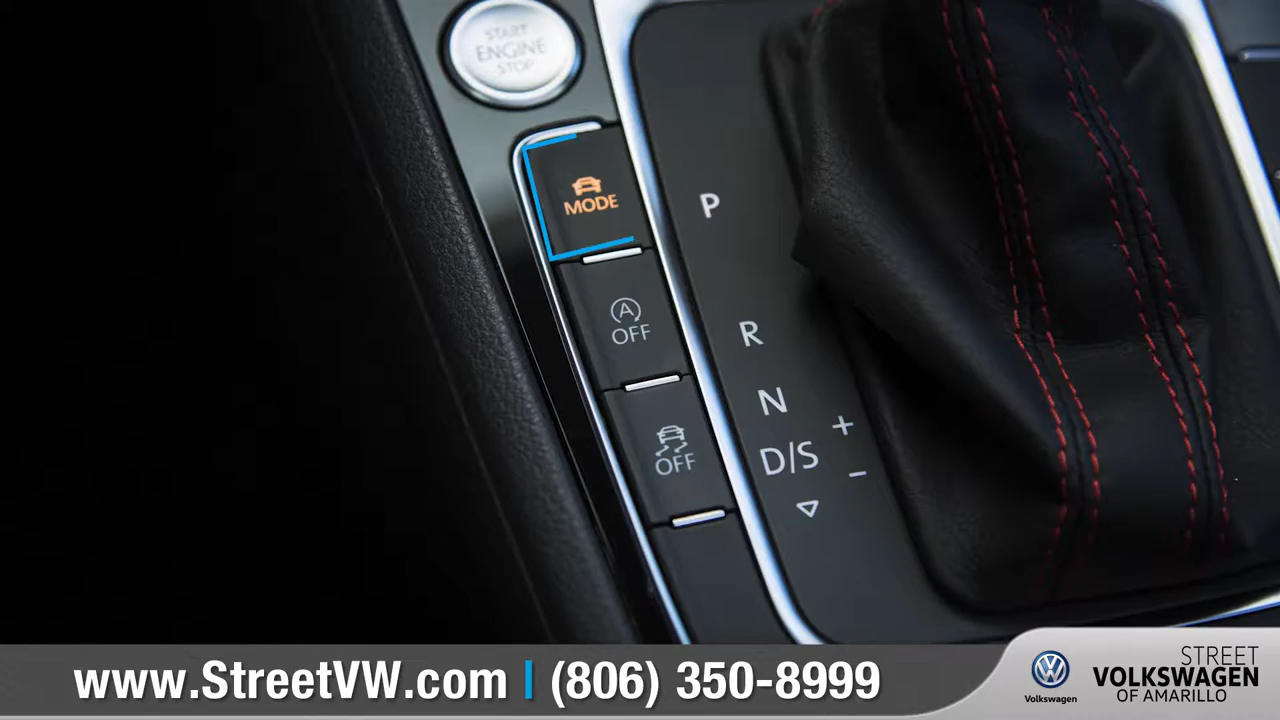 START
ENGINE
STOP
MODE
P
A
OFF
R
N
+
D/S
-
OFF
www.StreetVW.com | (806) 350-8999
Volkswagen
STREET
VOLKSWAGEN
OF AMARILLO